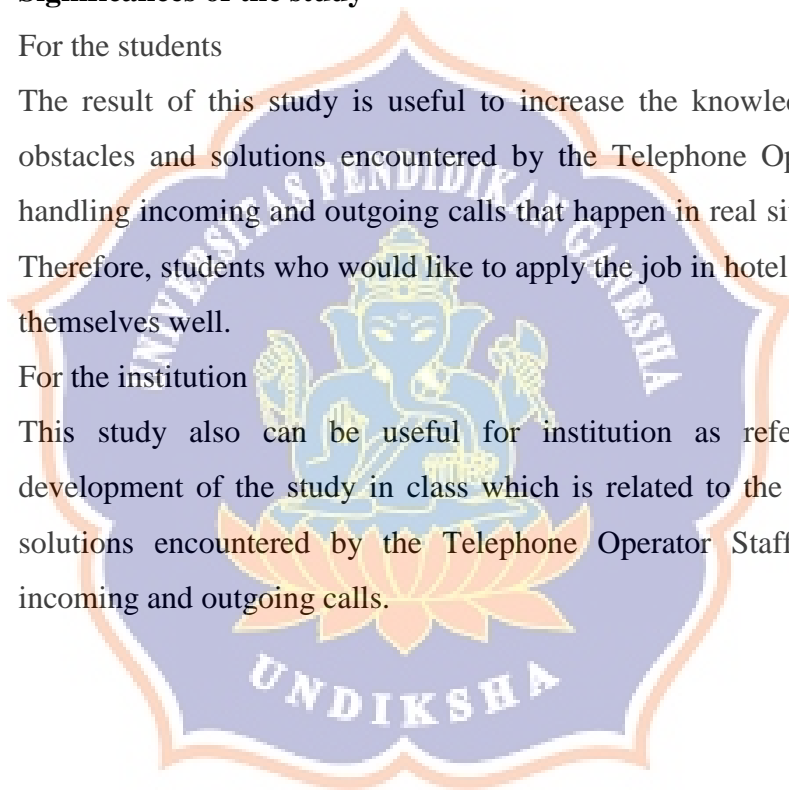 Significances of the study
For the students
The result of this study is useful to increase the
obstacles and solutions encountered by the Telephone
handling incoming and outgoing calls that happen in real
Therefore, students who would like to apply the job in hotel
themselves well.
For the institution
This study also can be useful for institution as
development of the study in class which is related to the
solutions encountered by the Telephone Operator Staff
incoming and outgoing calls.
UNIVERSITAS PENDIDIKAN GANESHA
UNDIKSHA